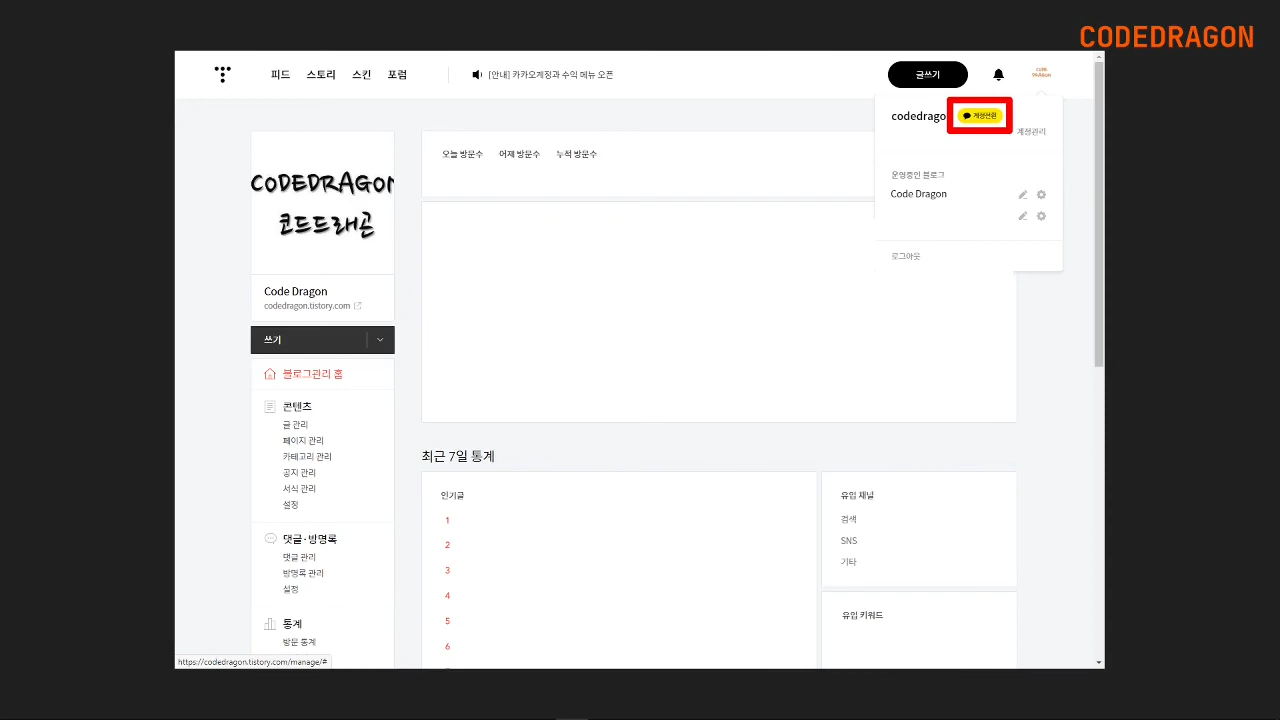 CODEDRAGON
피드 스토리 스킨 포럼
[안내] 카카오계정과 수익 메뉴 오픈
글쓰기
CODE
DRAGON
codedrago
계정전환
계정관리
운영중인 블로그
Code Dragon
로그아웃
CODEDRAGON
코드드래곤
Code Dragon
codedragon.tistory.com
쓰기
블로그관리 홈
콘텐츠
글 관리
페이지 관리
카테고리 관리
공지 관리
서식 관리
설정
댓글·방명록
댓글 관리
방명록 관리
설정
통계
방문 통계
오늘 방문수 어제 방문수 누적 방문수
최근 7일 통계
인기글
1
2
3
4
5
6
유입 채널
검색
SNS
기타
유입 키워드
https://codedragon.tistory.com/manage/#